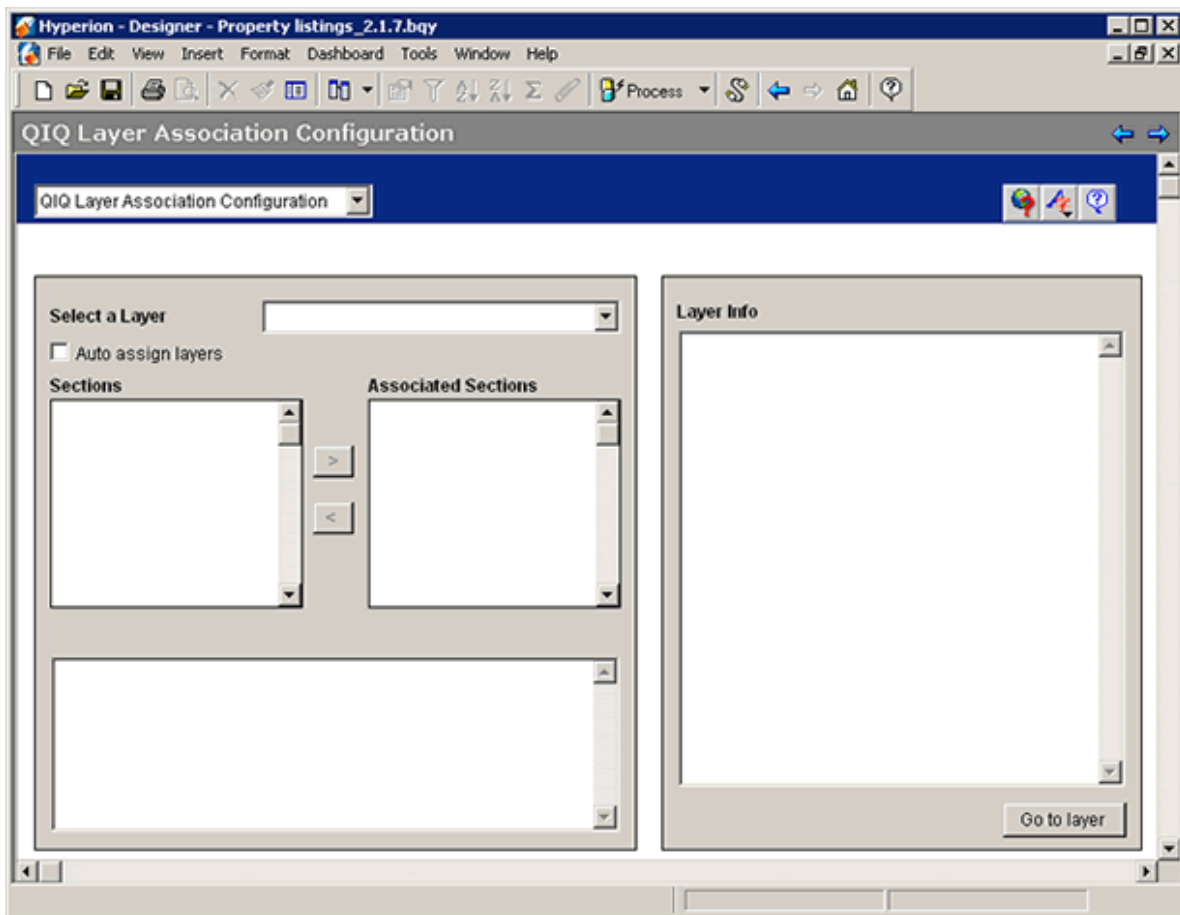 Hyperion - Designer - Property listings_2.1.7.bqy
File Edit View Insert Format Dashboard Tools Window Help
Process
QIQ Layer Association Configuration
QIQ Layer Association Configuration
Select a Layer
Auto assign layers
Sections
Associated Sections
>
<
Layer Info
Go to layer